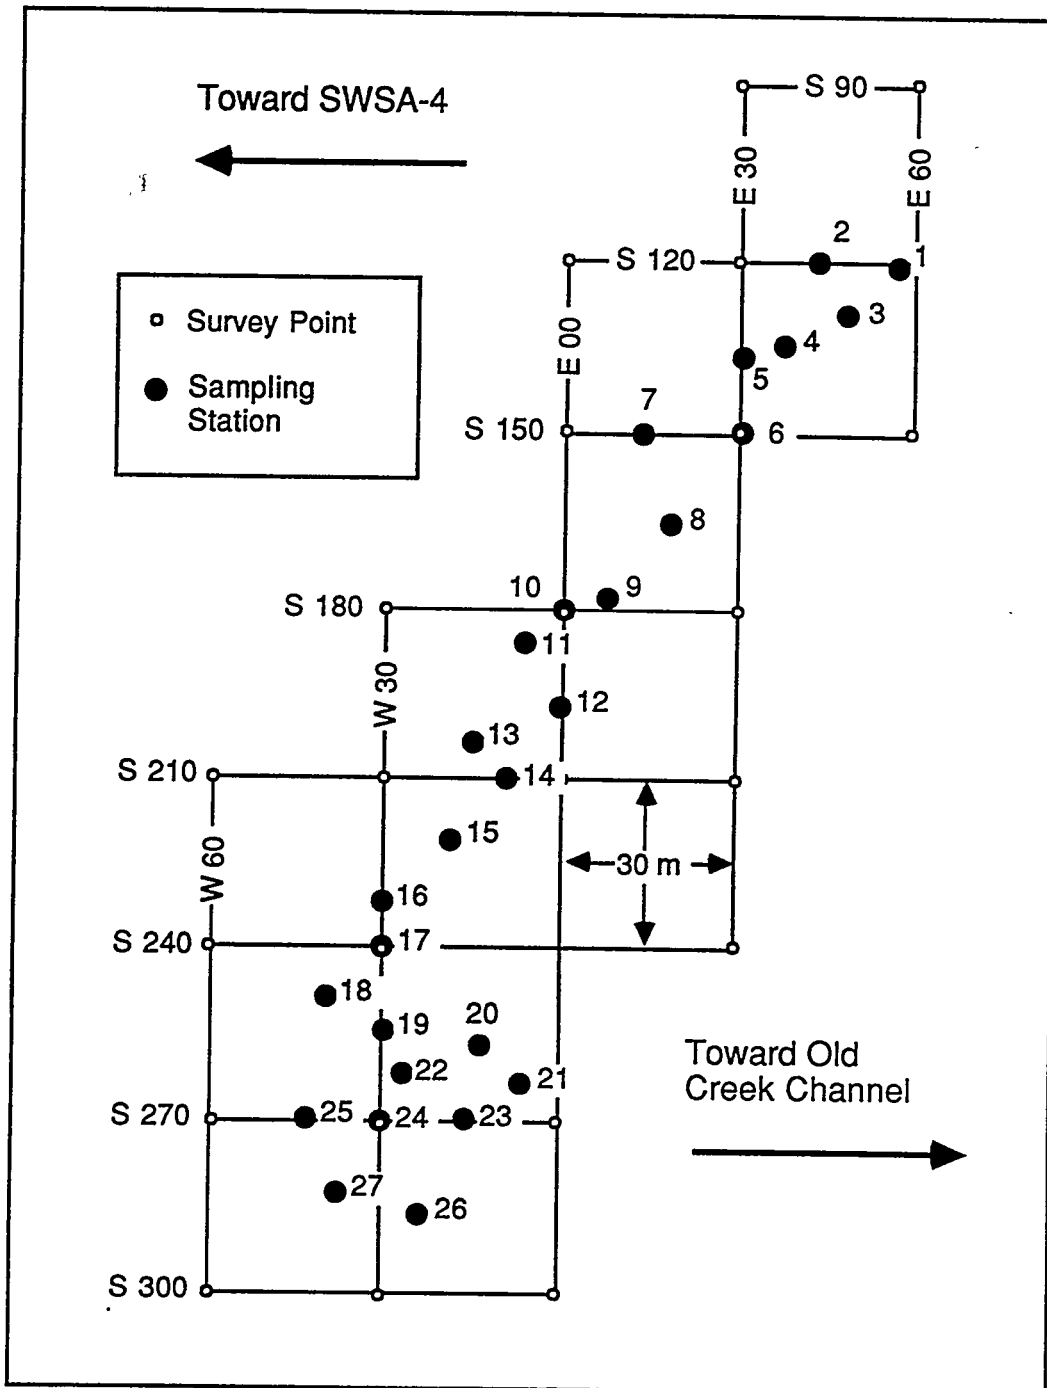 Toward SWSA-4
S 90
E 30
E 60
2
1
S 120
3
4
E 00
5
Survey Point
Sampling
Station
7
S 150
6
8
10
9
S 180
11
W 30
12
13
S 210
14
15
30 m
W 60
16
S 240
17
18
19
20
22
21
Toward Old
Creek Channel
S 270
25
24
23
27
26
S 300